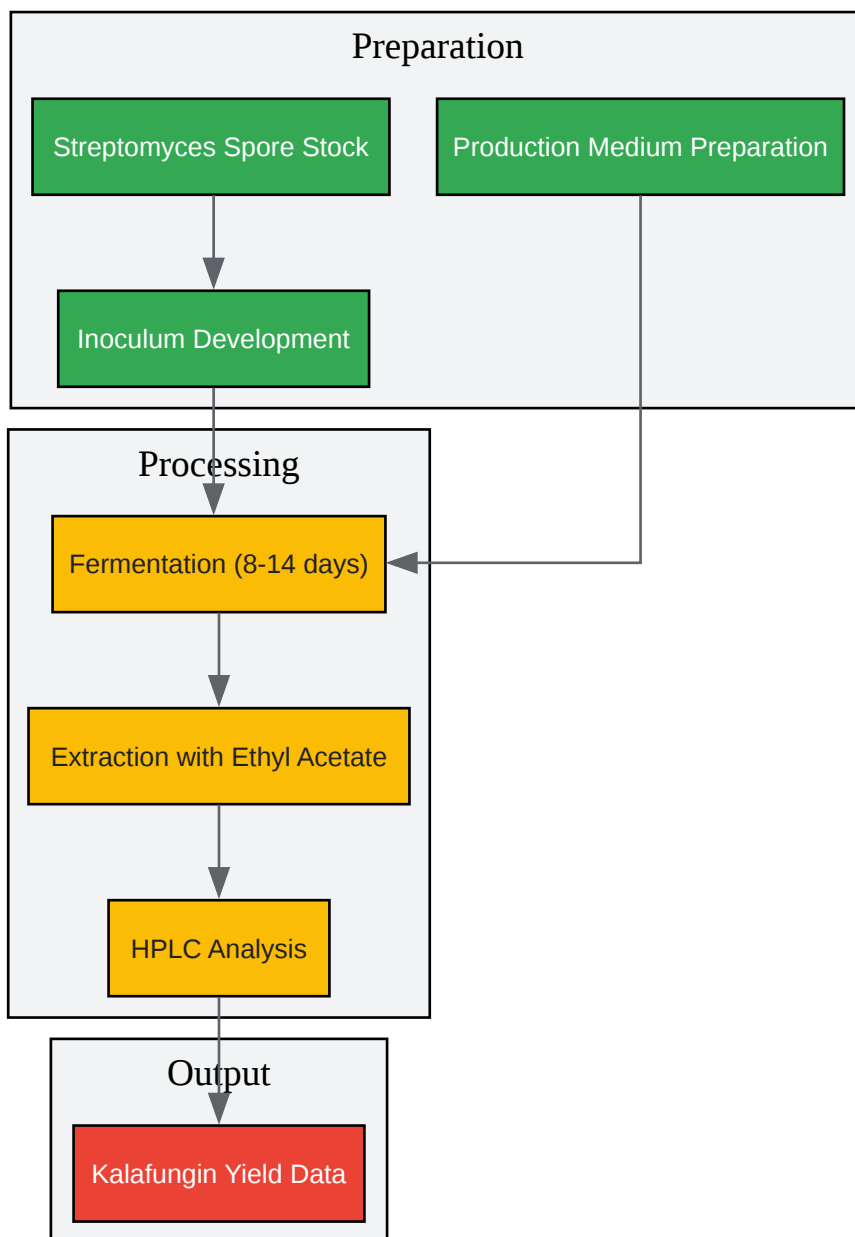 Preparation
Streptomyces Spore Stock
Production Medium Preparation
Inoculum Development
Processing
Fermentation (8-14 days)
Extraction with Ethyl Acetate
HPLC Analysis
Output
Kalafungin Yield Data